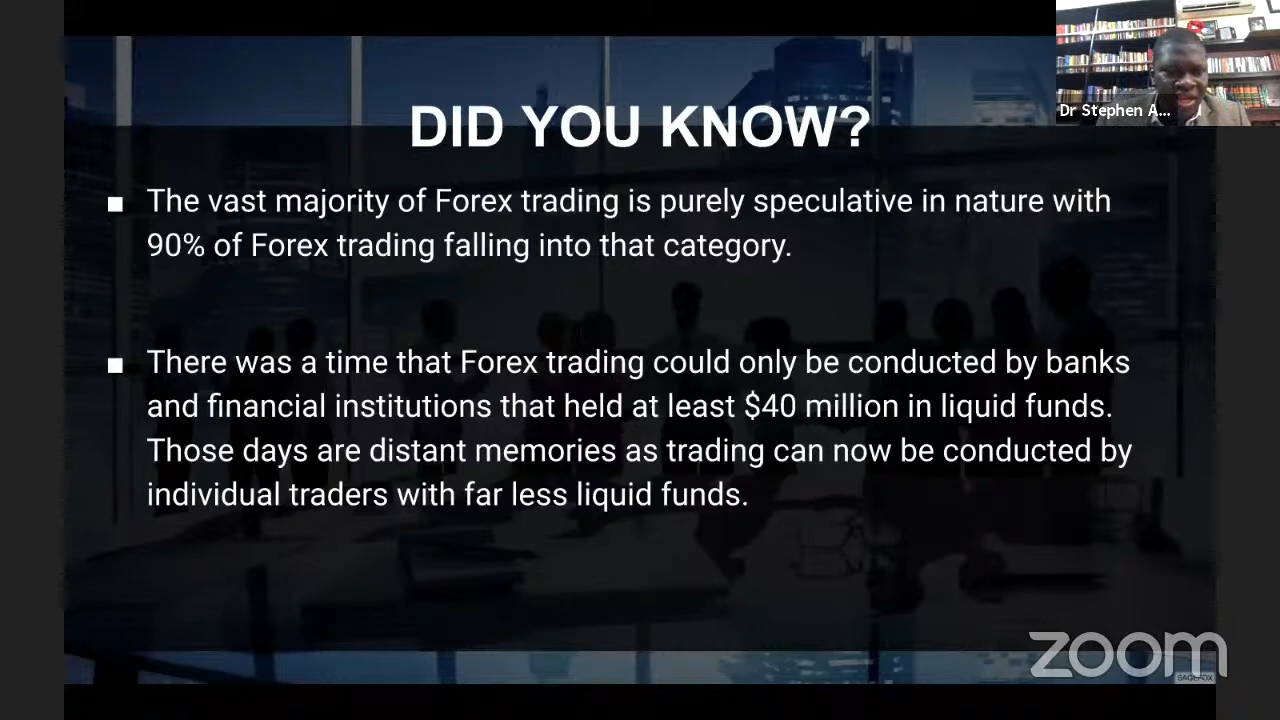 DID YOU KNOW?
Dr Stephen A...
■ The vast majority of Forex trading is purely speculative in nature with
90% of Forex trading falling into that category.
■ There was a time that Forex trading could only be conducted by banks
and financial institutions that held at least $40 million in liquid funds.
Those days are distant memories as trading can now be conducted by
individual traders with far less liquid funds.
zoom
SAGEFOX